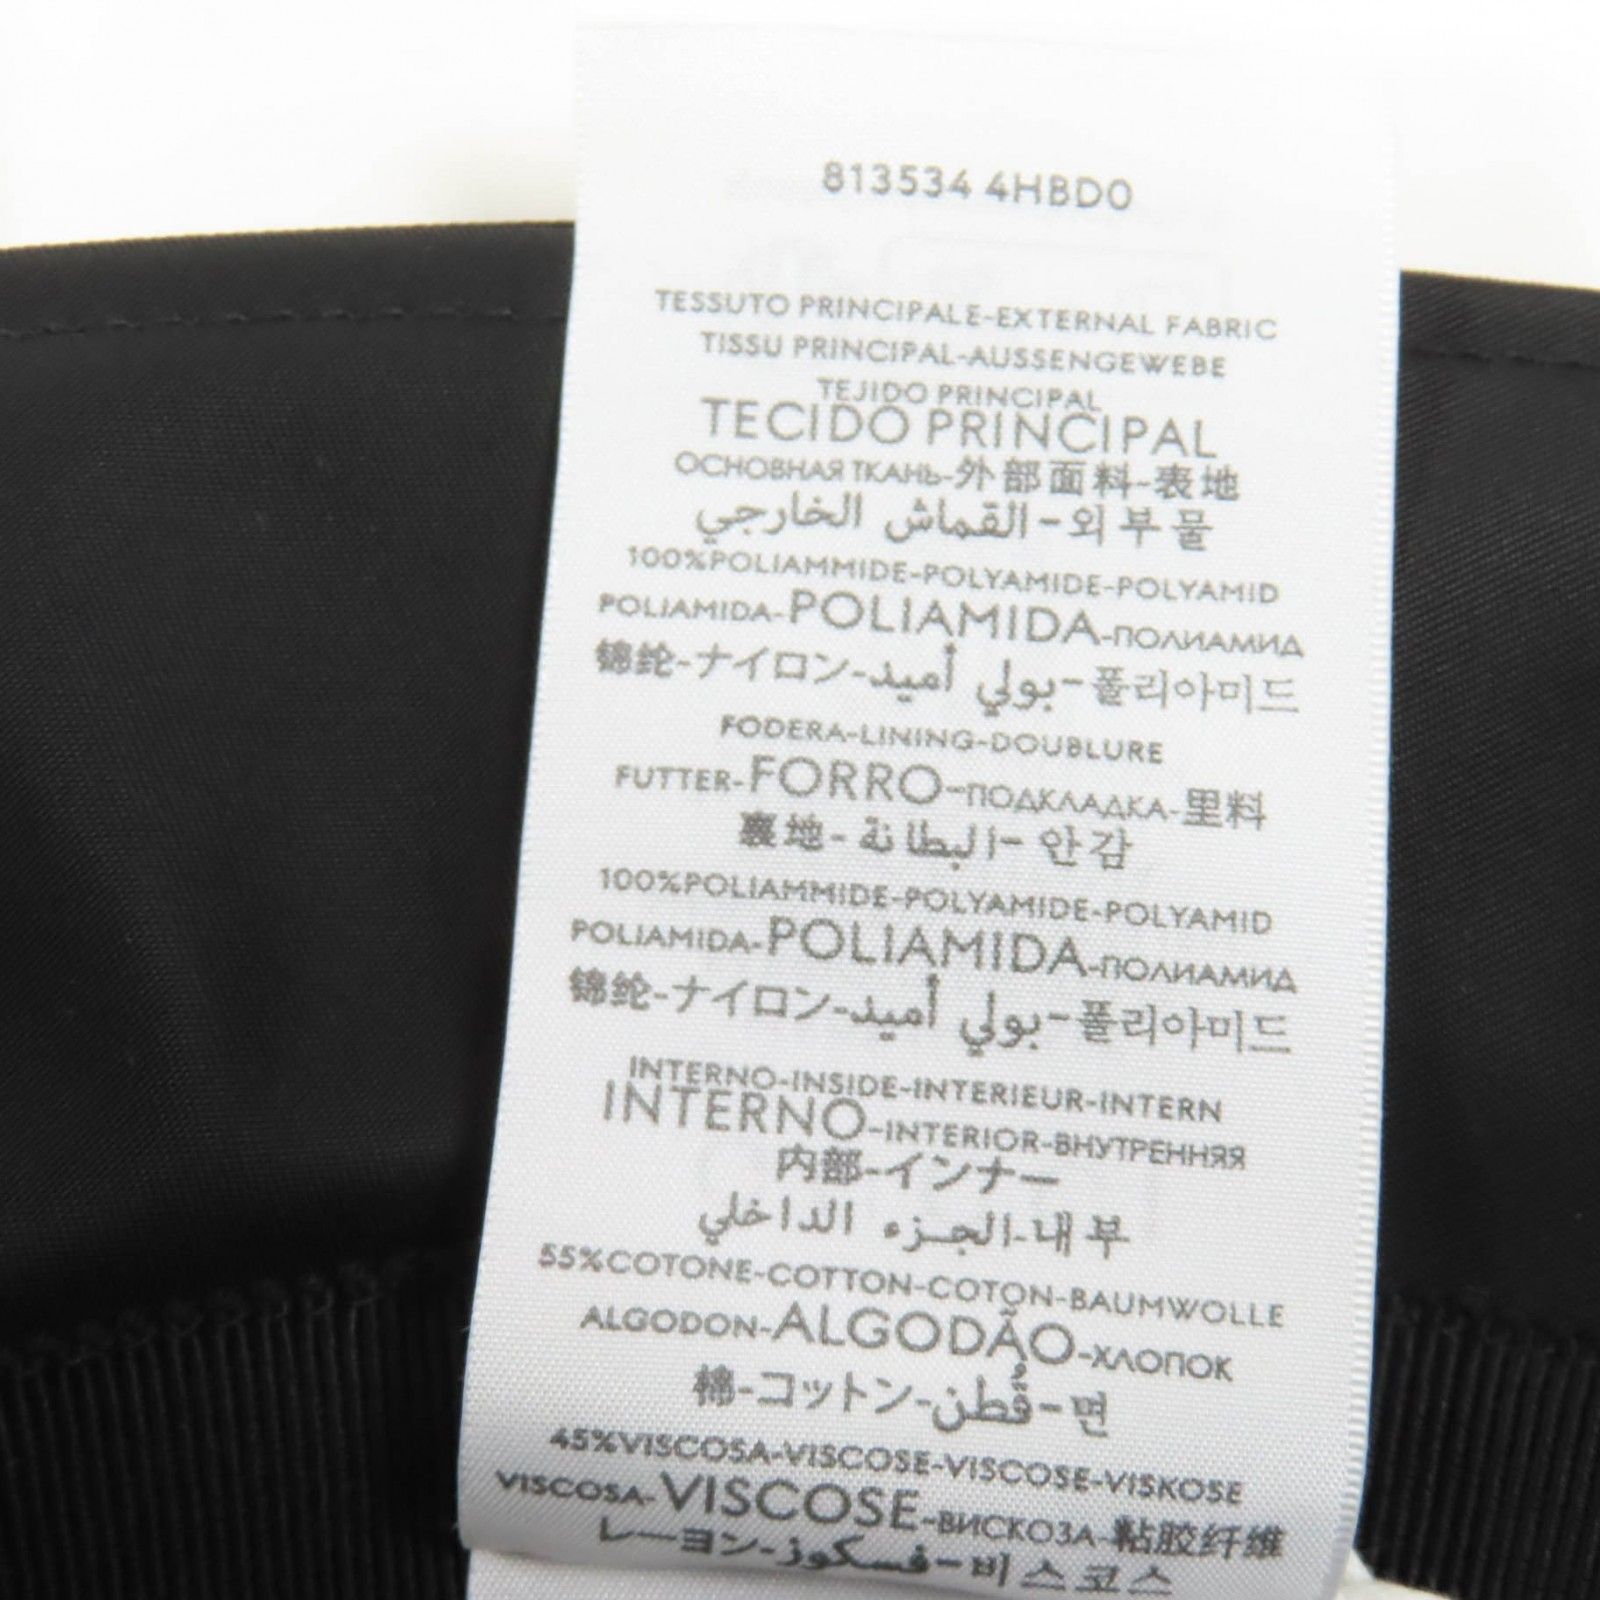 813534 4HBD0
TESSUTO PRINCIPALE-EXTERNAL FABRIC
TISSU PRINCIPAL-AUSSENGEWEBE
TEJIDO PRINCIPAL
TECIDO PRINCIPAL
ОСНОВНАЯ ТКАНЬ-外部面料-表地
القماش الخارجي-외부물
100%POLIAMMIDE-POLYAMIDE-POLYAMID
POLIAMIDA-POLIAMIDA-ПОЛИАМИД
锦纶-ナイロン-بولي أميد-폴리아미드
FODERA-LINING-DOUBLURE
FUTTER-FORRO-ПОДКЛАДКА-里料
裏地-البطانة-안감
100%POLIAMMIDE-POLYAMIDE-POLYAMID
POLIAMIDA-POLIAMIDA-ПОЛИАМИД
锦纶-ナイロン-بولي أميد-폴리아미드
INTERNO-INSIDE-INTERIEUR-INTERN
INTERNO-INTERIOR-ВНУТРЕННЯЯ
内部-インナー
الجزء الداخلي-내부
55%COTONE-COTTON-COTON-BAUMWOLLE
ALGODON-ALGODÃO-ХЛОПОК
棉-コットン-قُطن-면
45%VISCOSA-VISCOSE-VISCOSE-VISKOSE
VISCOSA-VISCOSE-ВИСКОЗА-粘胶纤维
レーヨン-فسكوز-비스코스